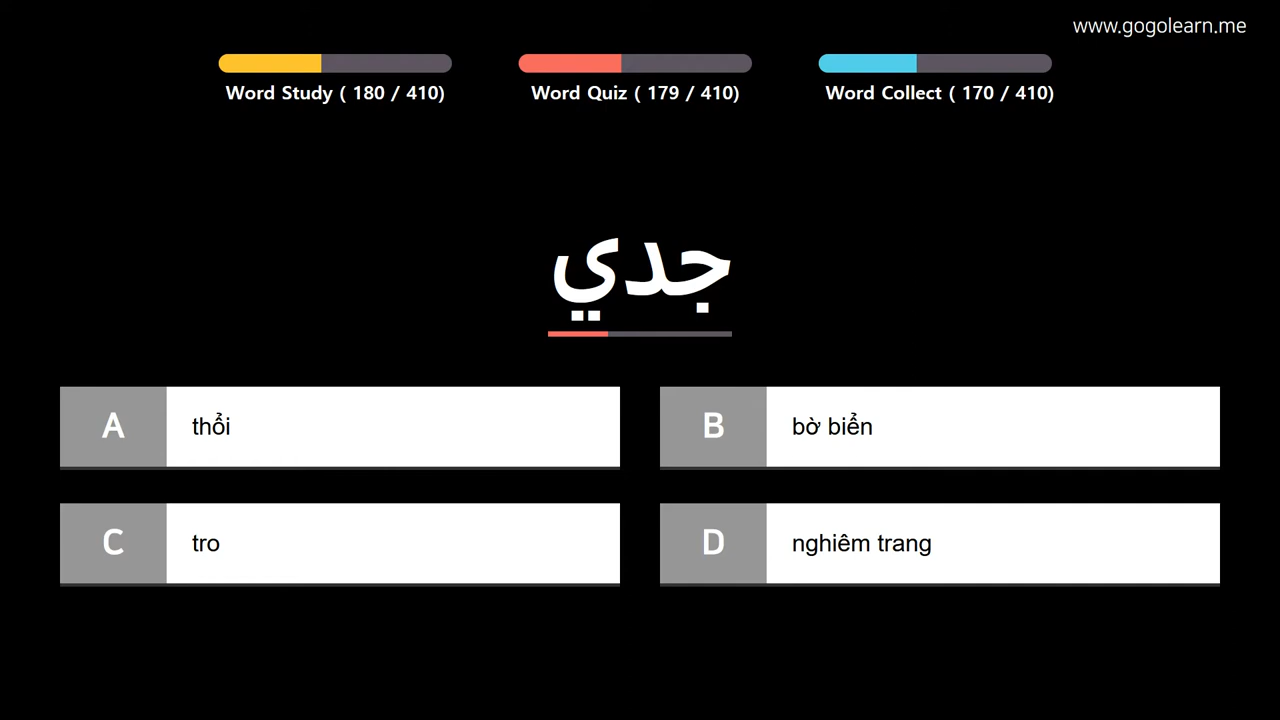 www.gogolearn.me
Word Study ( 180 / 410)
Word Quiz ( 179 / 410)
Word Collect ( 170 / 410)
جدي
A thổi
B bờ biển
C tro
D nghiêm trang